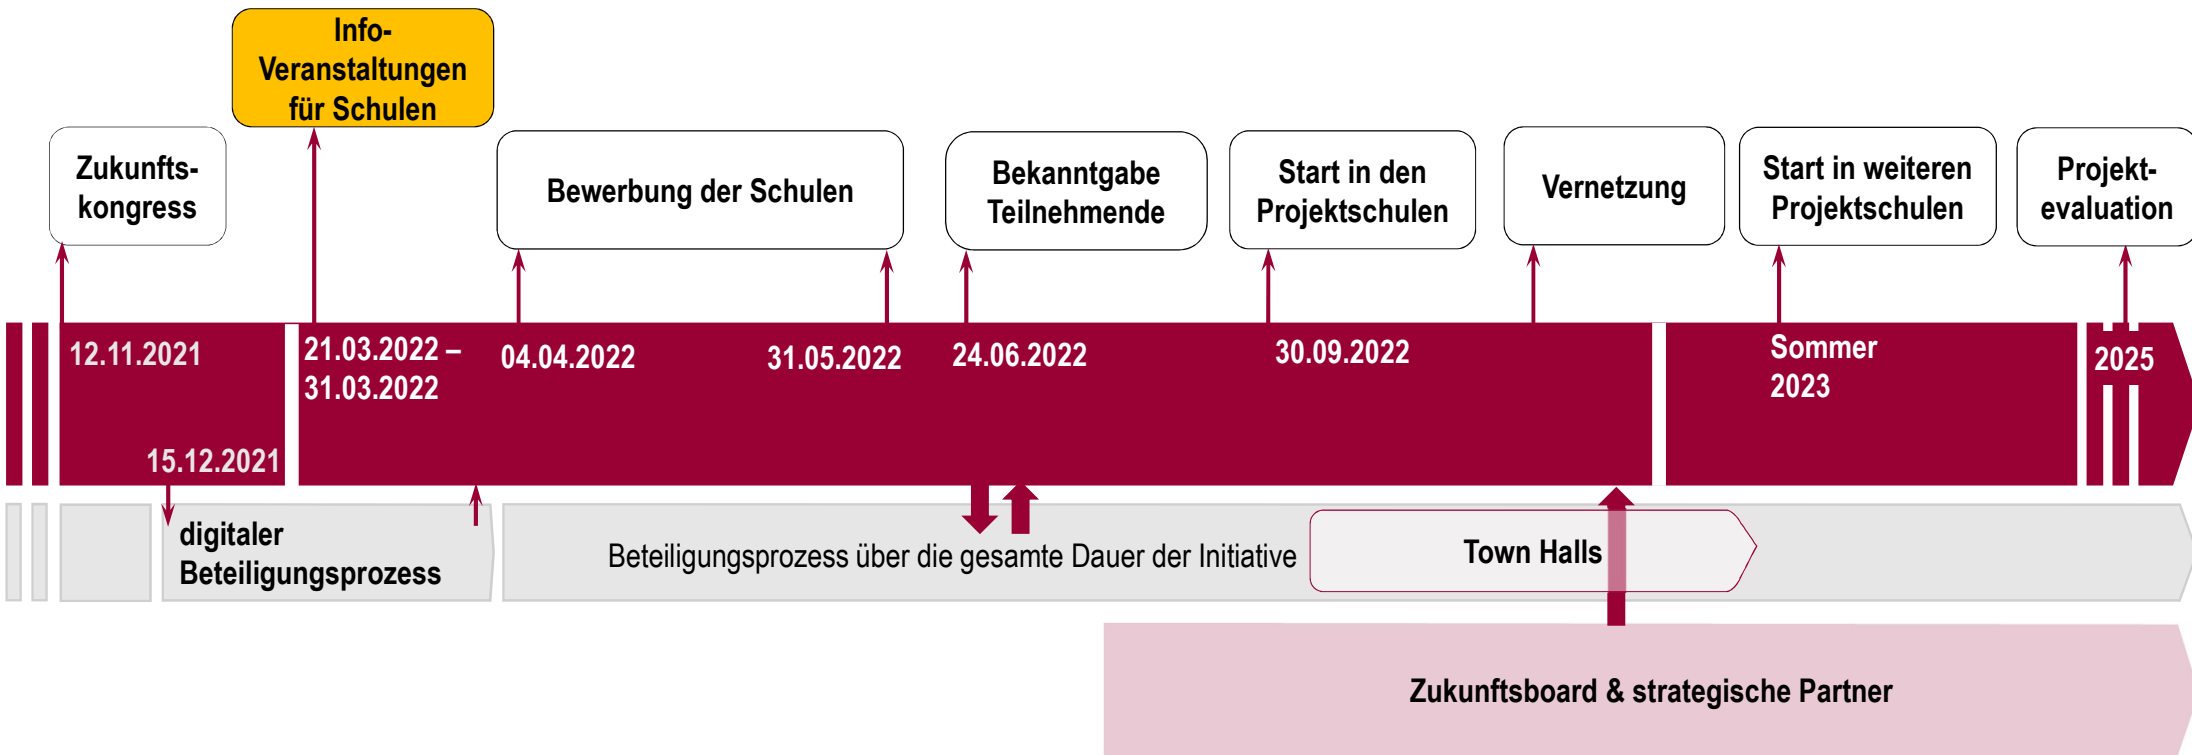 Info-
Veranstaltungen
für Schulen
Zukunfts-
kongress
Bewerbung der Schulen
Bekanntgabe
Teilnehmende
Start in den
Projektschulen
Vernetzung
Start in weiteren
Projektschulen
Projekt-
evaluation
12.11.2021
21.03.2022 –
31.03.2022
04.04.2022
31.05.2022
24.06.2022
30.09.2022
Sommer
2023
2025
15.12.2021
digitaler
Beteiligungsprozess
Beteiligungsprozess über die gesamte Dauer der Initiative
Town Halls
Zukunftsboard & strategische Partner